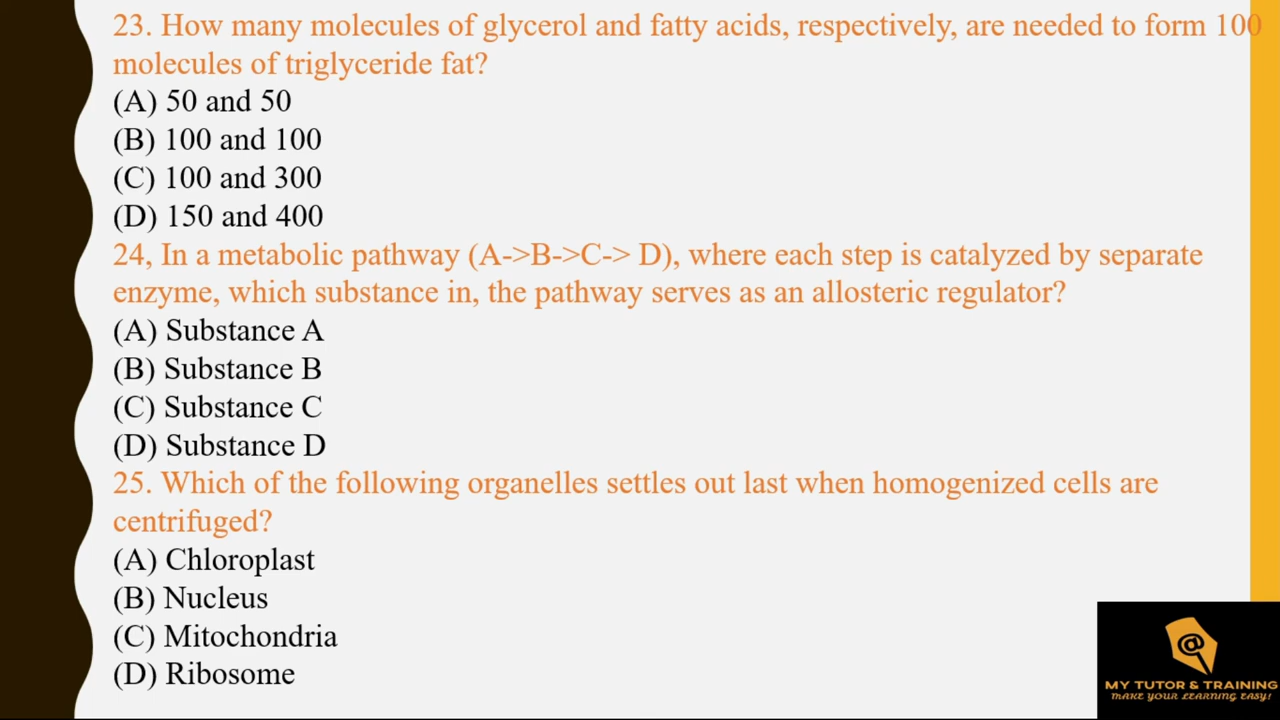 23. How many molecules of glycerol and fatty acids, respectively, are needed to form 100
molecules of triglyceride fat?
(A) 50 and 50
(B) 100 and 100
(C) 100 and 300
(D) 150 and 400
24, In a metabolic pathway (A->B->C-> D), where each step is catalyzed by separate
enzyme, which substance in, the pathway serves as an allosteric regulator?
(A) Substance A
(B) Substance B
(C) Substance C
(D) Substance D
25. Which of the following organelles settles out last when homogenized cells are
centrifuged?
(A) Chloroplast
(B) Nucleus
(C) Mitochondria
(D) Ribosome
@
MY TUTOR & TRAINING
MAKE YOUR LEARNING EASY!